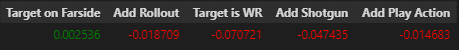 Target on Farside Add Rollout Target is WR Add Shotgun Add Play Action
0.002536 -0.018709 -0.070721 -0.047435 -0.014683